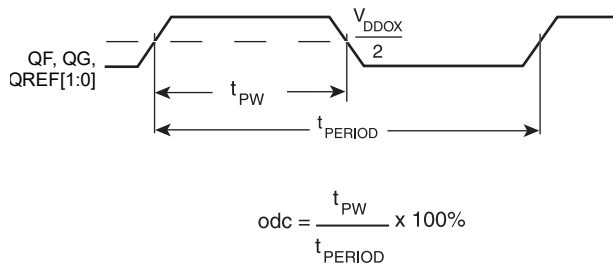 V_DDOX
2
QF, QG,
QREF[1:0]
t_PW
t_PERIOD
odc = t_PW / t_PERIOD x 100%